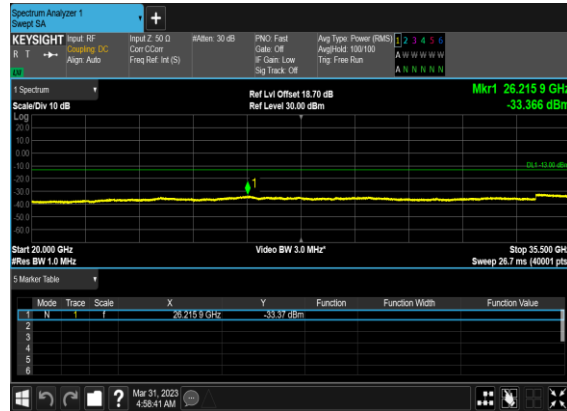 Spectrum Analyzer 1
Swept SA
KEYSIGHT Input: RF Input Z: 50 Ω #Atten: 30 dB PNO: Fast Avg Type: Power (RMS) 1 2 3 4 5 6
R T Coupling: DC Corr CCorr Gate: Off Avg|Hold: 100/100 A W W W W W
Align: Auto Freq Ref: Int (S) IF Gain: Low Trig: Free Run
LW Sig Track: Off A N N N N N
1 Spectrum Ref Lvl Offset 18.70 dB Mkr1 26.215 9 GHz
Scale/Div 10 dB Ref Level 30.00 dBm -33.366 dBm
Log
20.0
10.0
0.00
-10.0
DL1 -13.00 dBm
-20.0
1
-30.0
-40.0
-50.0
-60.0
Start 20.000 GHz Video BW 3.0 MHz* Stop 35.500 GHz
#Res BW 1.0 MHz Sweep 26.7 ms (40001 pts)
5 Marker Table
Mode Trace Scale X Y Function Function Width Function Value
1 N 1 f 26.215 9 GHz -33.37 dBm
2
3
4
5
6
? Mar 31, 2023
4:58:41 AM